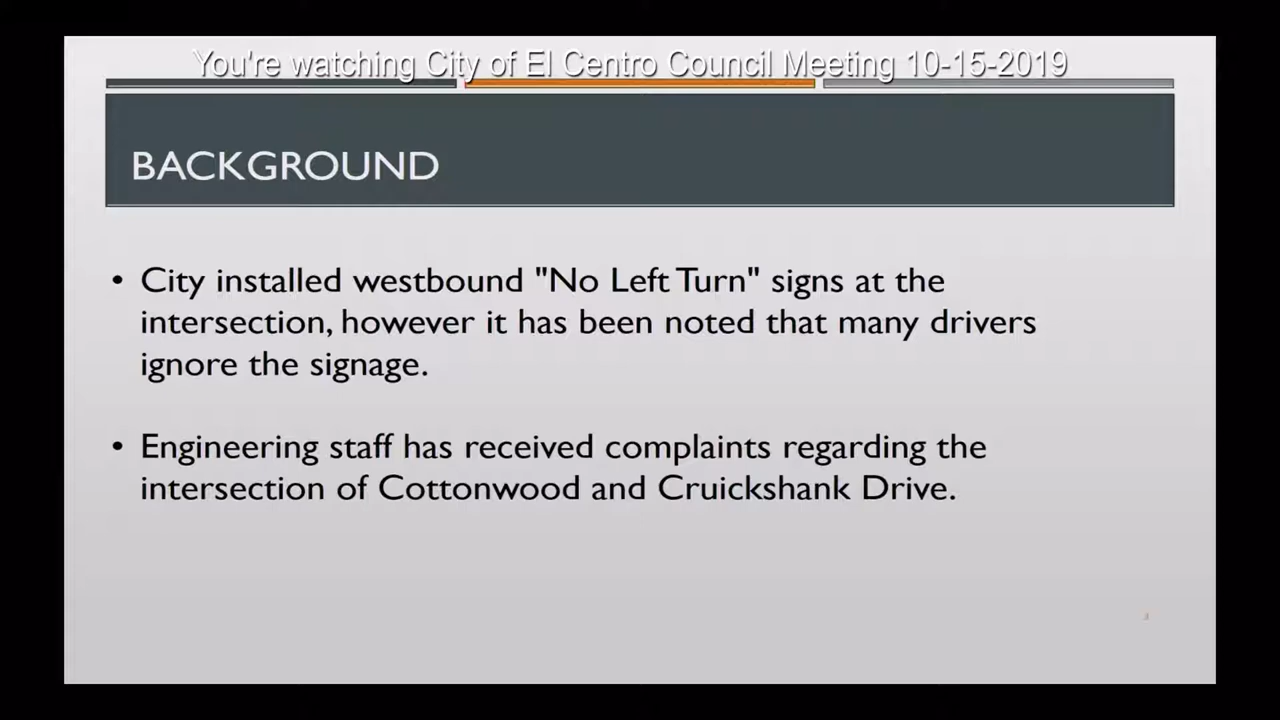 You're watching City of El Centro Council Meeting 10-15-2019
BACKGROUND
• City installed westbound "No Left Turn" signs at the
intersection, however it has been noted that many drivers
ignore the signage.
• Engineering staff has received complaints regarding the
intersection of Cottonwood and Cruickshank Drive.